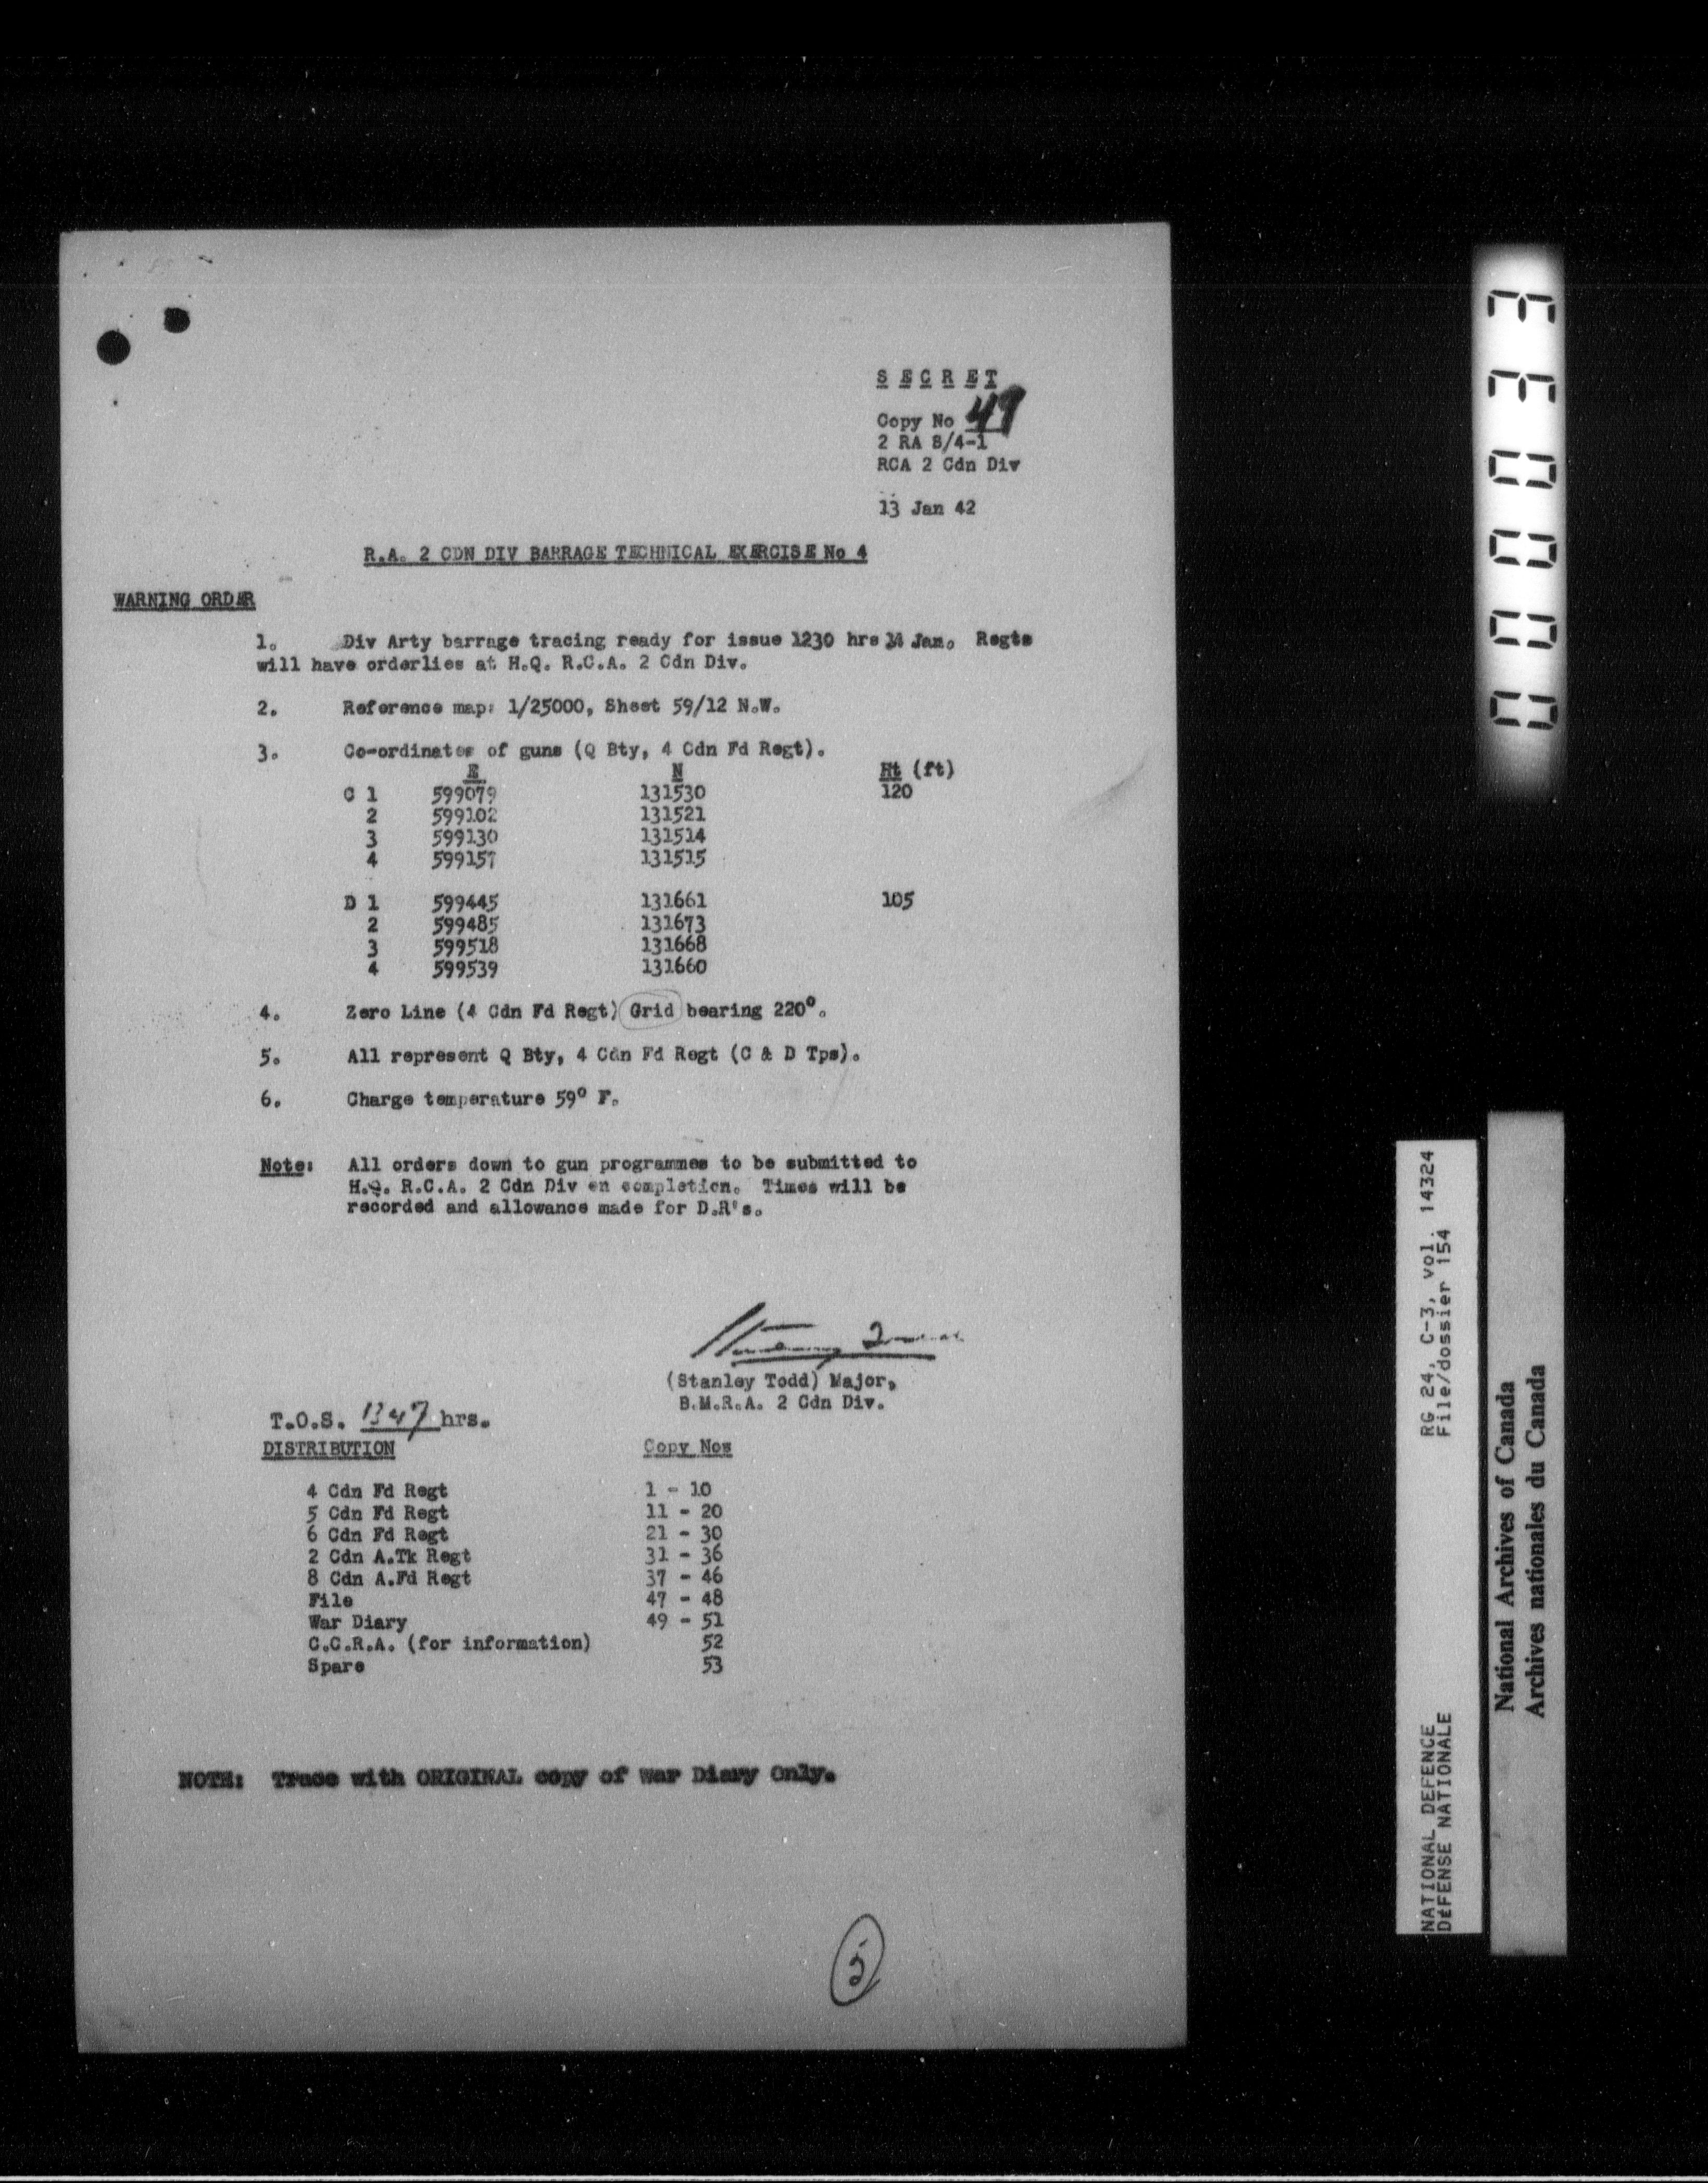 S E C R E T
Copy No 49
2 RA S/4-1
RCA 2 Cdn Div
13 Jan 42
R.A. 2 CDN DIV BARRAGE TECHNICAL EXERCISE No 4
WARNING ORDER
1. Div Arty barrage tracing ready for issue 1230 hrs 14 Jan. Regts
will have orderlies at H.Q. R.C.A. 2 Cdn Div.
2. Reference map: 1/25000, Sheet 59/12 N.W.
3. Co-ordinates of guns (Q Bty, 4 Cdn Fd Regt).
E N Ht (ft)
C 1 599079 131530 120
2 599102 131521
3 599130 131514
4 599157 131515
D 1 599445 131661 105
2 599485 131673
3 599518 131668
4 599539 131660
4. Zero Line (4 Cdn Fd Regt) Grid bearing 220°.
5. All represent Q Bty, 4 Cdn Fd Regt (C & D Tps).
6. Charge temperature 59° F.
Note: All orders down to gun programmes to be submitted to
H.Q. R.C.A. 2 Cdn Div on completion. Times will be
recorded and allowance made for D.R's.
(Stanley Todd) Major,
B.M.R.A. 2 Cdn Div.
T.O.S. 1347 hrs.
DISTRIBUTION Copy Nos
4 Cdn Fd Regt 1 - 10
5 Cdn Fd Regt 11 - 20
6 Cdn Fd Regt 21 - 30
2 Cdn A.Tk Regt 31 - 36
8 Cdn A.Fd Regt 37 - 46
File 47 - 48
War Diary 49 - 51
C.C.R.A. (for information) 52
Spare 53
NOTE: Trace with ORIGINAL copy of War Diary Only.
5
000033
NATIONAL DEFENCE RG 24, C-3, vol. 14324
DÉFENSE NATIONALE File/dossier 154
National Archives of Canada
Archives nationales du Canada